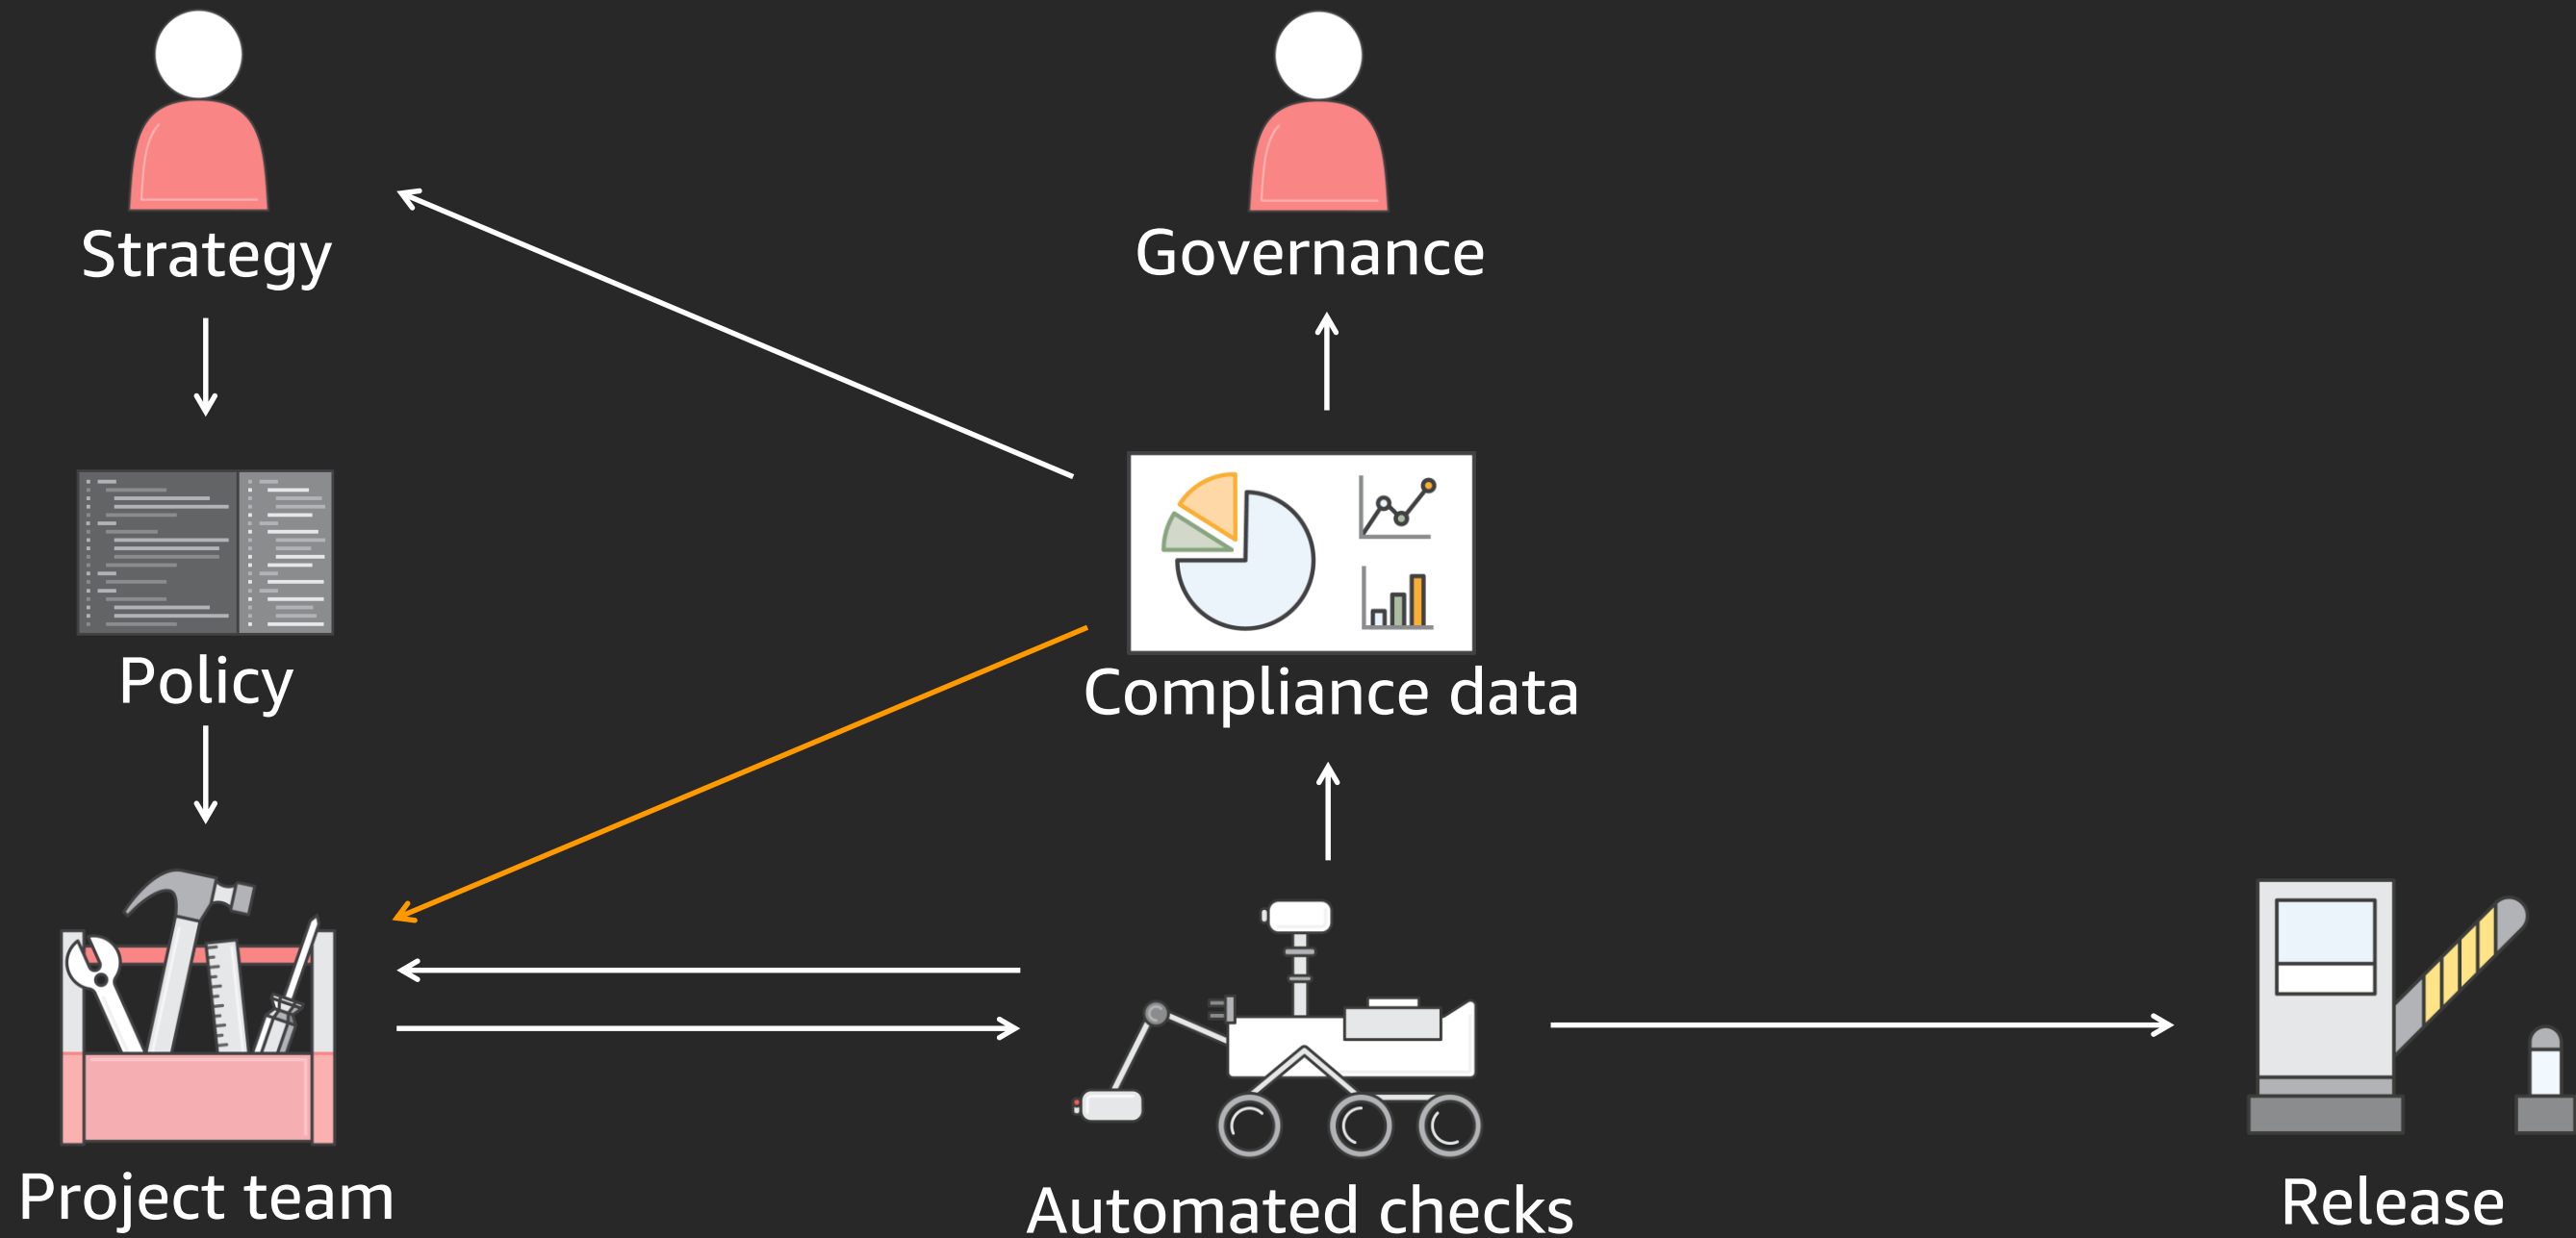 Strategy
Governance
Policy
Compliance data
Project team
Automated checks
Release